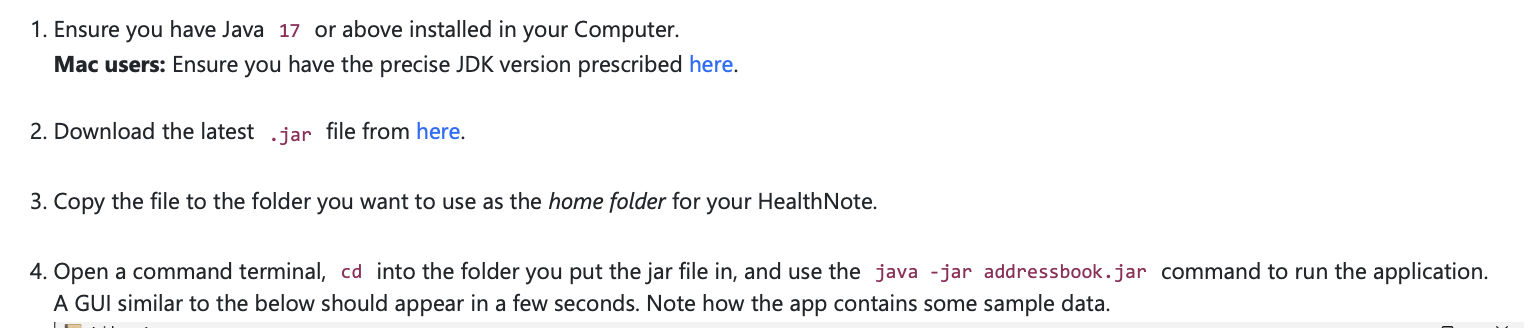 1. Ensure you have Java 17 or above installed in your Computer.
Mac users: Ensure you have the precise JDK version prescribed here.
2. Download the latest .jar file from here.
3. Copy the file to the folder you want to use as the home folder for your HealthNote.
4. Open a command terminal, cd into the folder you put the jar file in, and use the java -jar addressbook.jar command to run the application.
A GUI similar to the below should appear in a few seconds. Note how the app contains some sample data.